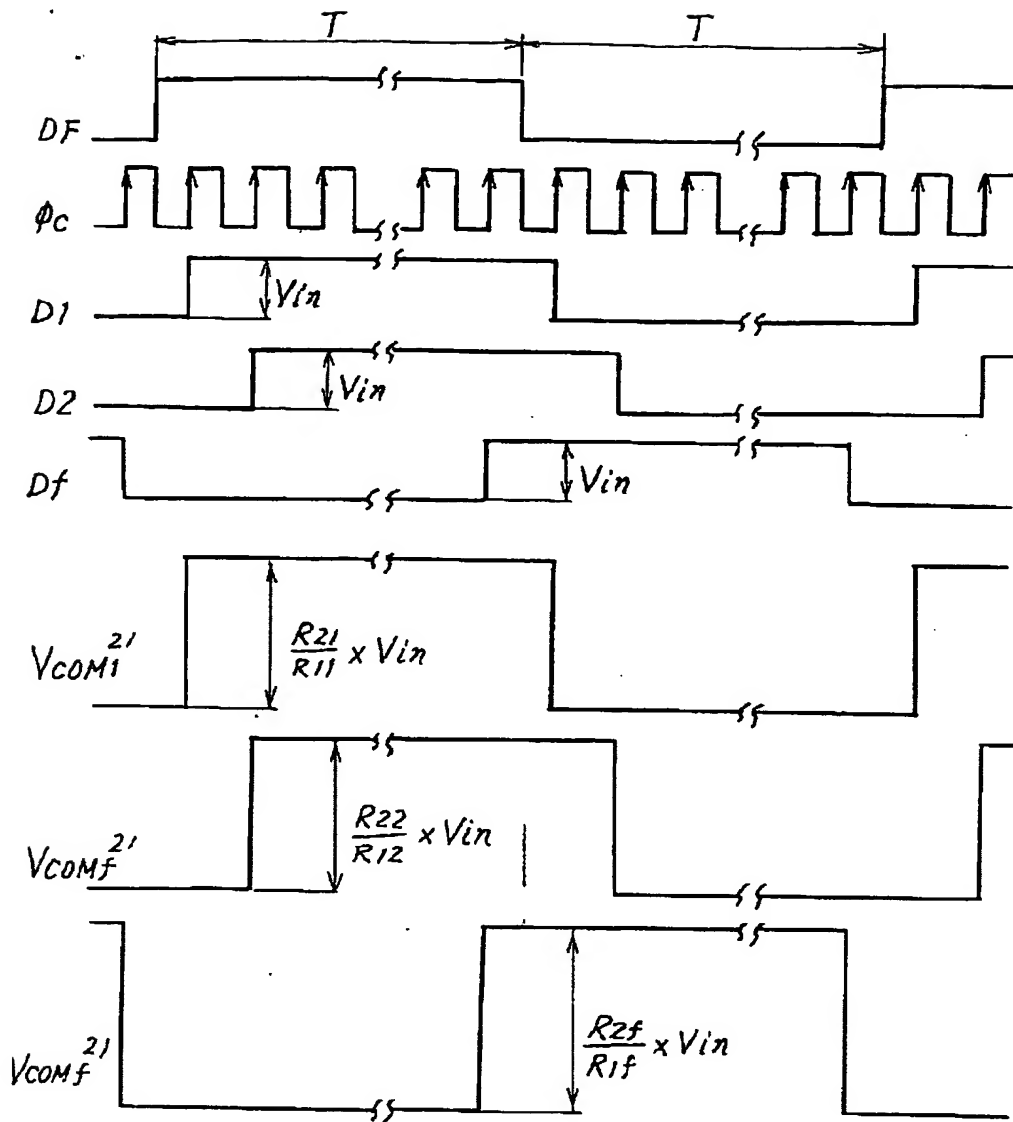 T T
DF
φc
D1 Vin
D2 Vin
Df Vin
VCOM1^21 R21/R11 × Vin
VCOMf^21 R22/R12 × Vin
VCOMf^21 R2f/R1f × Vin